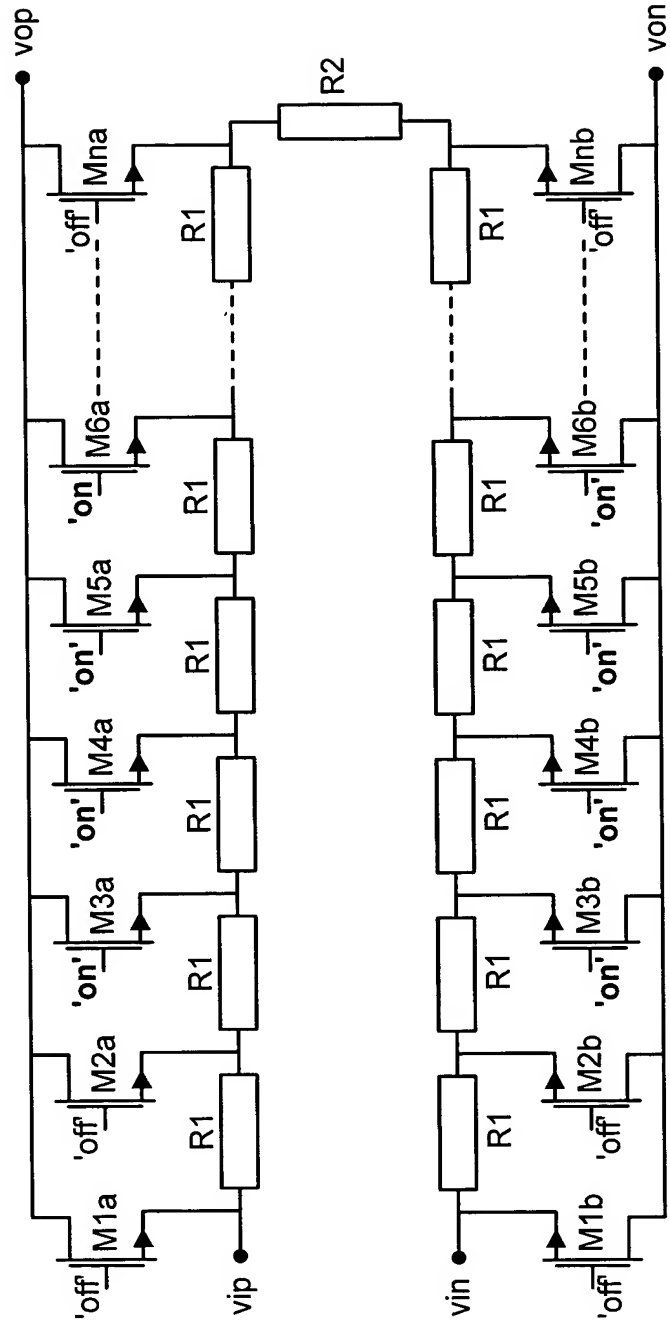 vop
M1a M2a M3a M4a M5a M6a Mna
'off' 'off' 'on' 'on' 'on' 'on 'off'
R1 R1 R1 R1 R1 R1
vip
R2
vin
R1 R1 R1 R1 R1 R1
M1b M2b M3b M4b M5b M6b Mnb
'off' 'off' 'on' 'on' 'on' 'on' 'off'
von